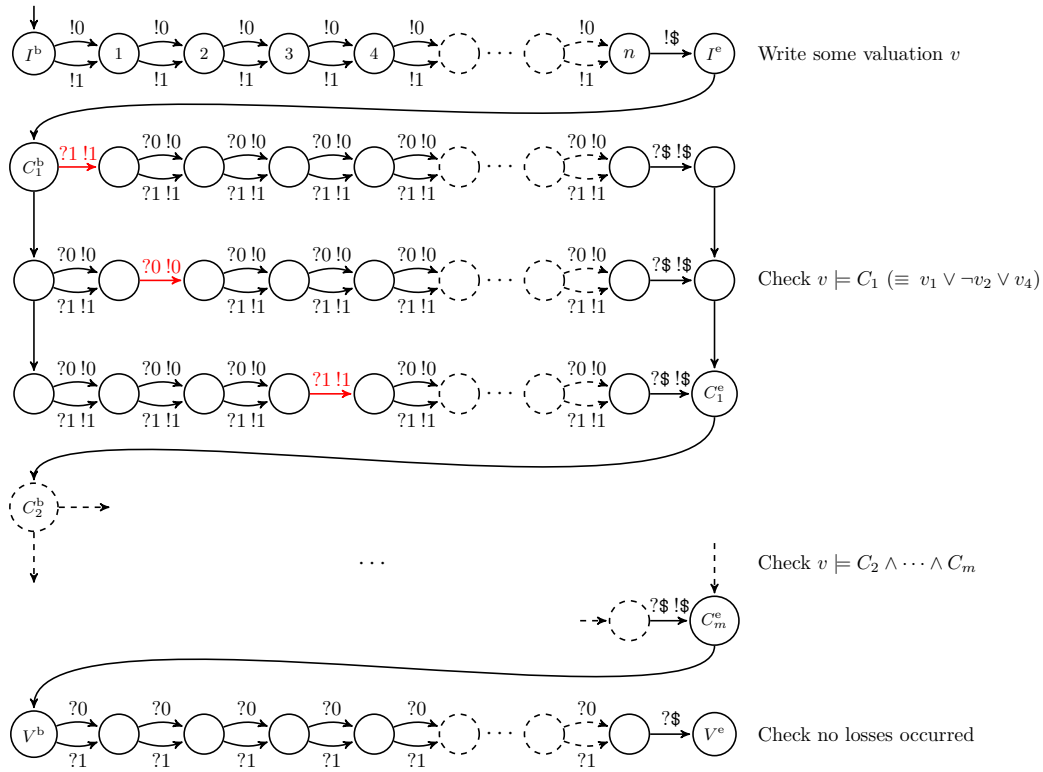 !0 !0 !0 !0 !0 !0
I^b 1 2 3 4 ··· n !$ I^e Write some valuation v
!1 !1 !1 !1 !1 !1
?1 !1 ?0 !0 ?0 !0 ?0 !0 ?0 !0 ?0 !0 ?$ !$
C_1^b ···
?1 !1 ?1 !1 ?1 !1 ?1 !1 ?1 !1
?0 !0 ?0 !0 ?0 !0 ?0 !0 ?0 !0 ?0 !0 ?$ !$
··· Check v ⊨ C_1 (≡ v_1 ∨ ¬v_2 ∨ v_4)
?1 !1 ?1 !1 ?1 !1 ?1 !1 ?1 !1
?0 !0 ?0 !0 ?0 !0 ?1 !1 ?0 !0 ?0 !0 ?$ !$
··· C_1^e
?1 !1 ?1 !1 ?1 !1 ?1 !1 ?1 !1
C_2^b
··· Check v ⊨ C_2 ∧ ··· ∧ C_m
?$ !$
C_m^e
?0 ?0 ?0 ?0 ?0 ?0 ?$
V^b ··· V^e Check no losses occurred
?1 ?1 ?1 ?1 ?1 ?1